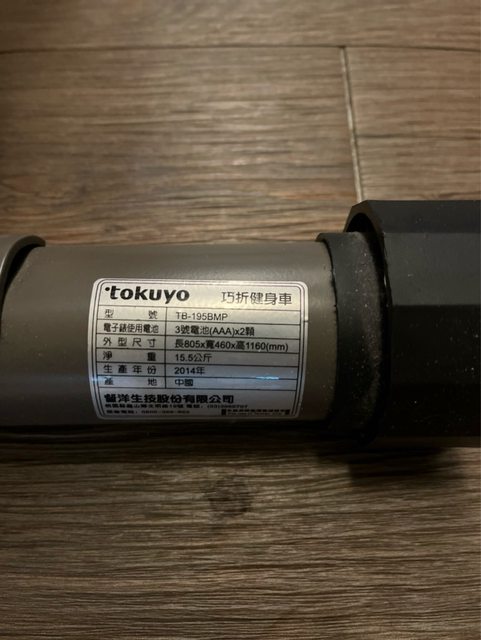 tokuyo 巧折健身車
型號 TB-195BMP
電子錶使用電池 3號電池(AAA)x2顆
外型尺寸 長805x寬460x高1160(mm)
淨重 15.5公斤
生產年份 2014年
產地 中國
督洋生技股份有限公司